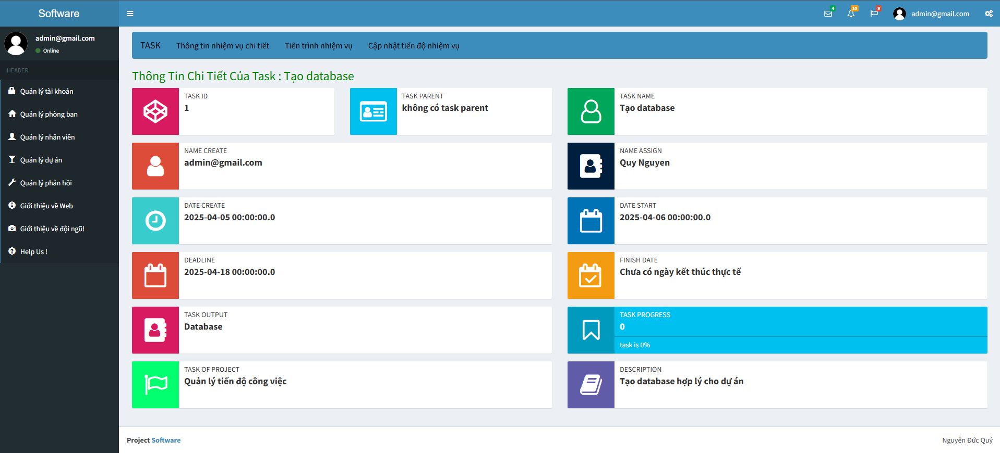 Software
4
10
9
admin@gmail.com
admin@gmail.com
Online
HEADER
Quản lý tài khoản
Quản lý phòng ban
Quản lý nhân viên
Quản lý dự án
Quản lý phản hồi
Giới thiệu về Web
Giới thiệu về đội ngũ!
Help Us !
TASK Thông tin nhiệm vụ chi tiết Tiến trình nhiệm vụ Cập nhật tiến độ nhiệm vụ
Thông Tin Chi Tiết Của Task : Tạo database
TASK ID
1
TASK PARENT
không có task parent
TASK NAME
Tạo database
NAME CREATE
admin@gmail.com
NAME ASSIGN
Quy Nguyen
DATE CREATE
2025-04-05 00:00:00.0
DATE START
2025-04-06 00:00:00.0
DEADLINE
2025-04-18 00:00:00.0
FINISH DATE
Chưa có ngày kết thúc thực tế
TASK OUTPUT
Database
TASK PROGRESS
0
task is 0%
TASK OF PROJECT
Quản lý tiến độ công việc
DESCRIPTION
Tạo database hợp lý cho dự án
Project Software
Nguyễn Đức Quý